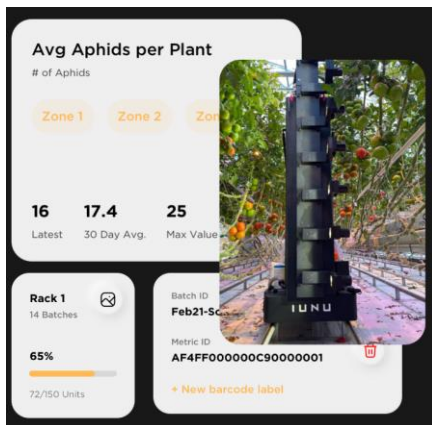 Avg Aphids per Plant
# of Aphids
Zone 1 Zone 2
16 17.4 25
Latest 30 Day Avg. Max Value
IUNU
Rack 1
14 Batches
65%
72/150 Units
Batch ID
Metric ID
AF4FF000000C90000001
+ New barcode label